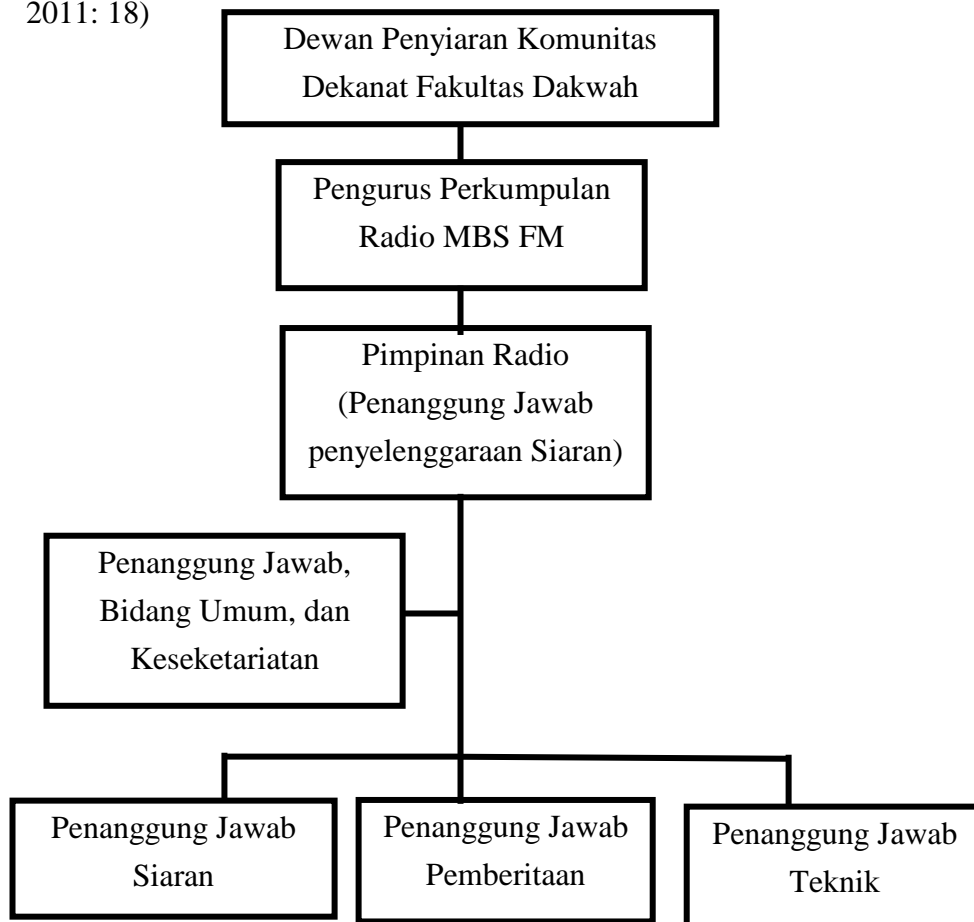 2011: 18)
Dewan Penyiaran Komunitas
Dekanat Fakultas Dakwah
Pengurus Perkumpulan
Radio MBS FM
Pimpinan Radio
(Penanggung Jawab
penyelenggaraan Siaran)
Penanggung Jawab,
Bidang Umum, dan
Keseketariatan
Penanggung Jawab
Siaran
Penanggung Jawab
Pemberitaan
Penanggung Jawab
Teknik